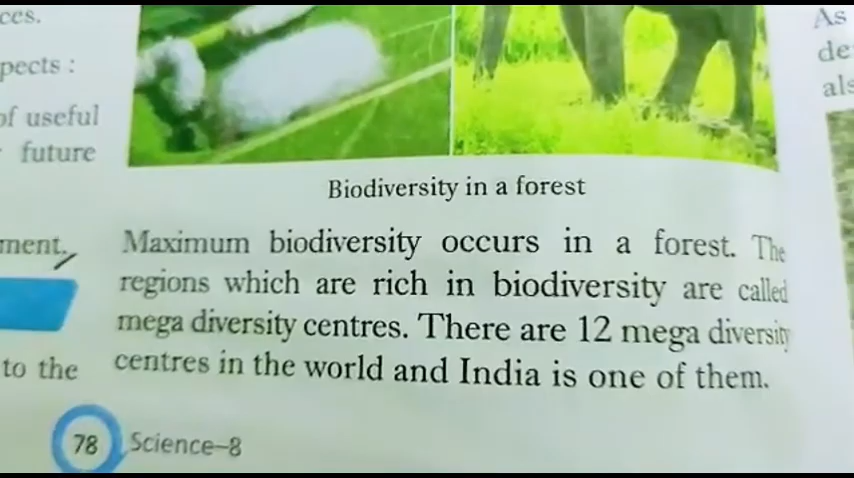 ces.
pects :
of useful
future
ment.
to the
Biodiversity in a forest
Maximum biodiversity occurs in a forest. The
regions which are rich in biodiversity are called
mega diversity centres. There are 12 mega diversity
centres in the world and India is one of them.
78 Science–8
As
de
als